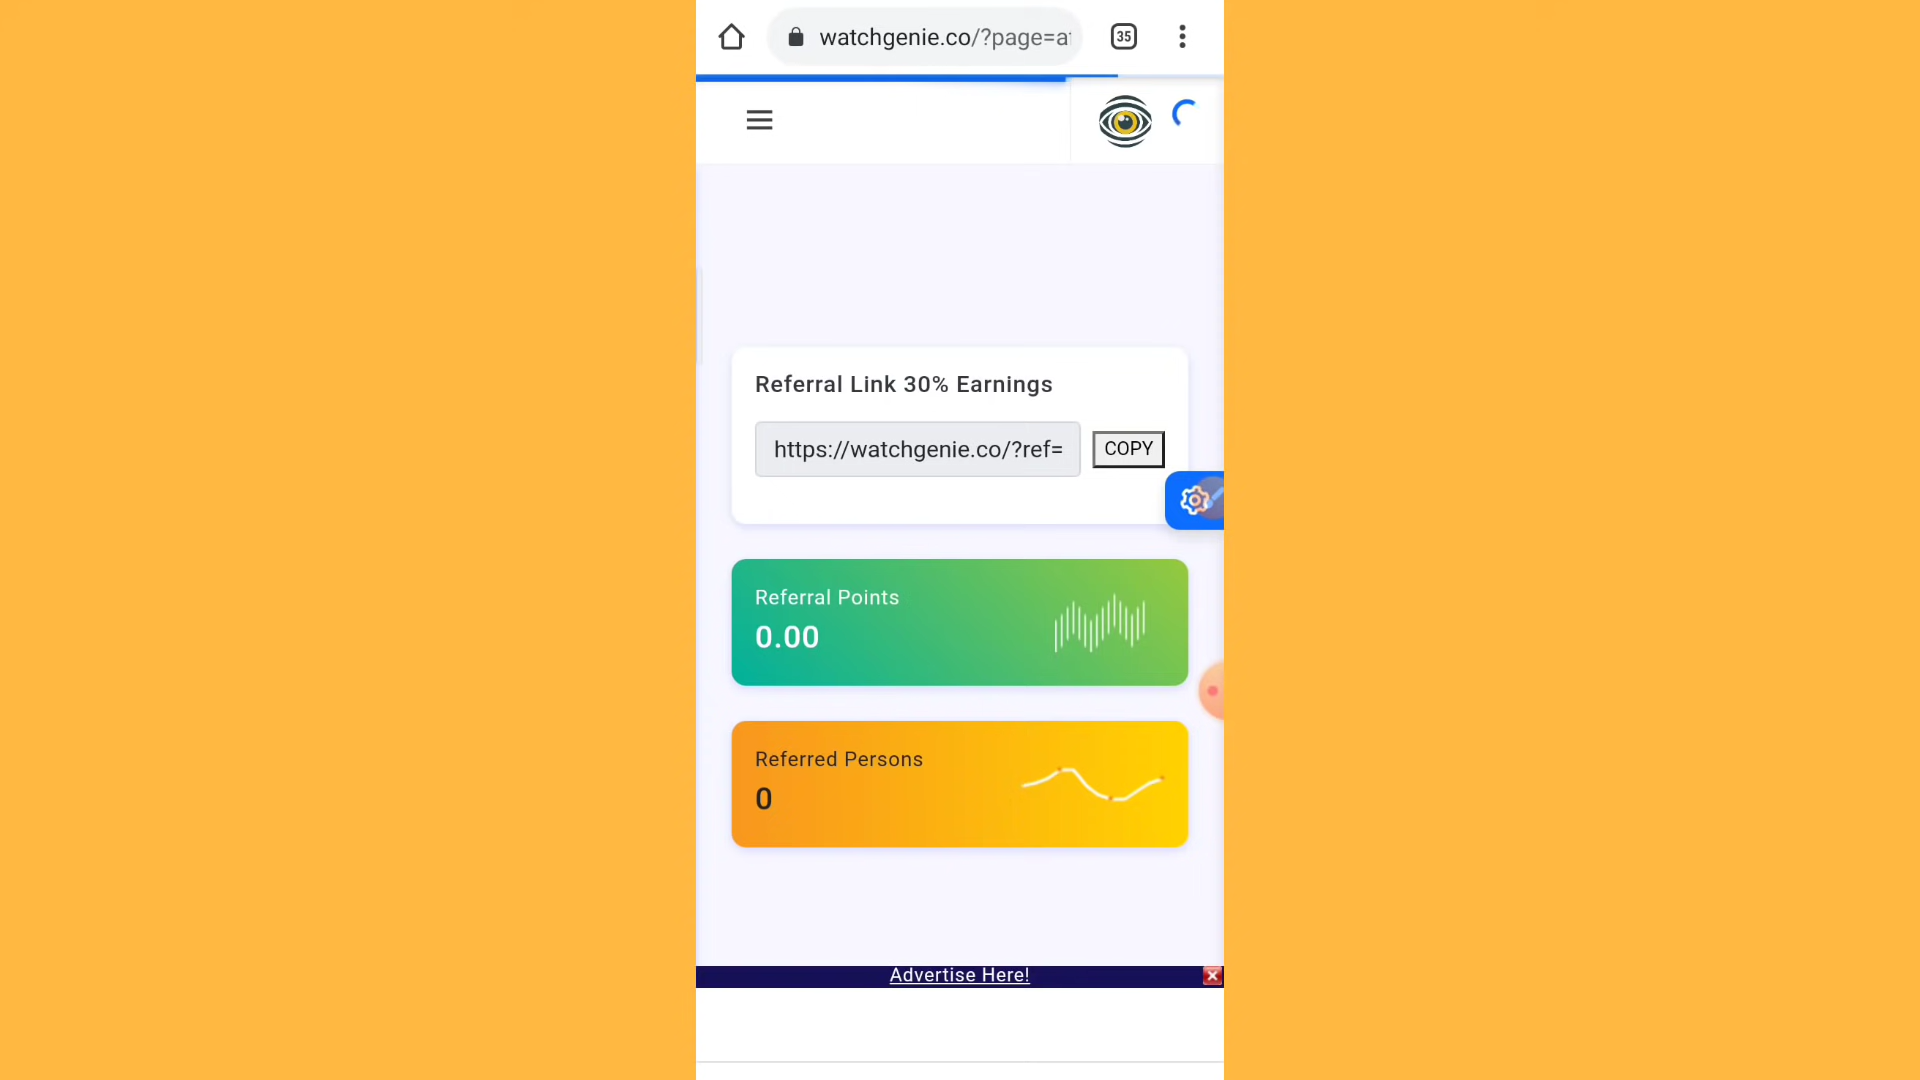 watchgenie.co/?page=a
35
Referral Link 30% Earnings
https://watchgenie.co/?ref=
COPY
Referral Points
0.00
Referred Persons
0
Advertise Here!